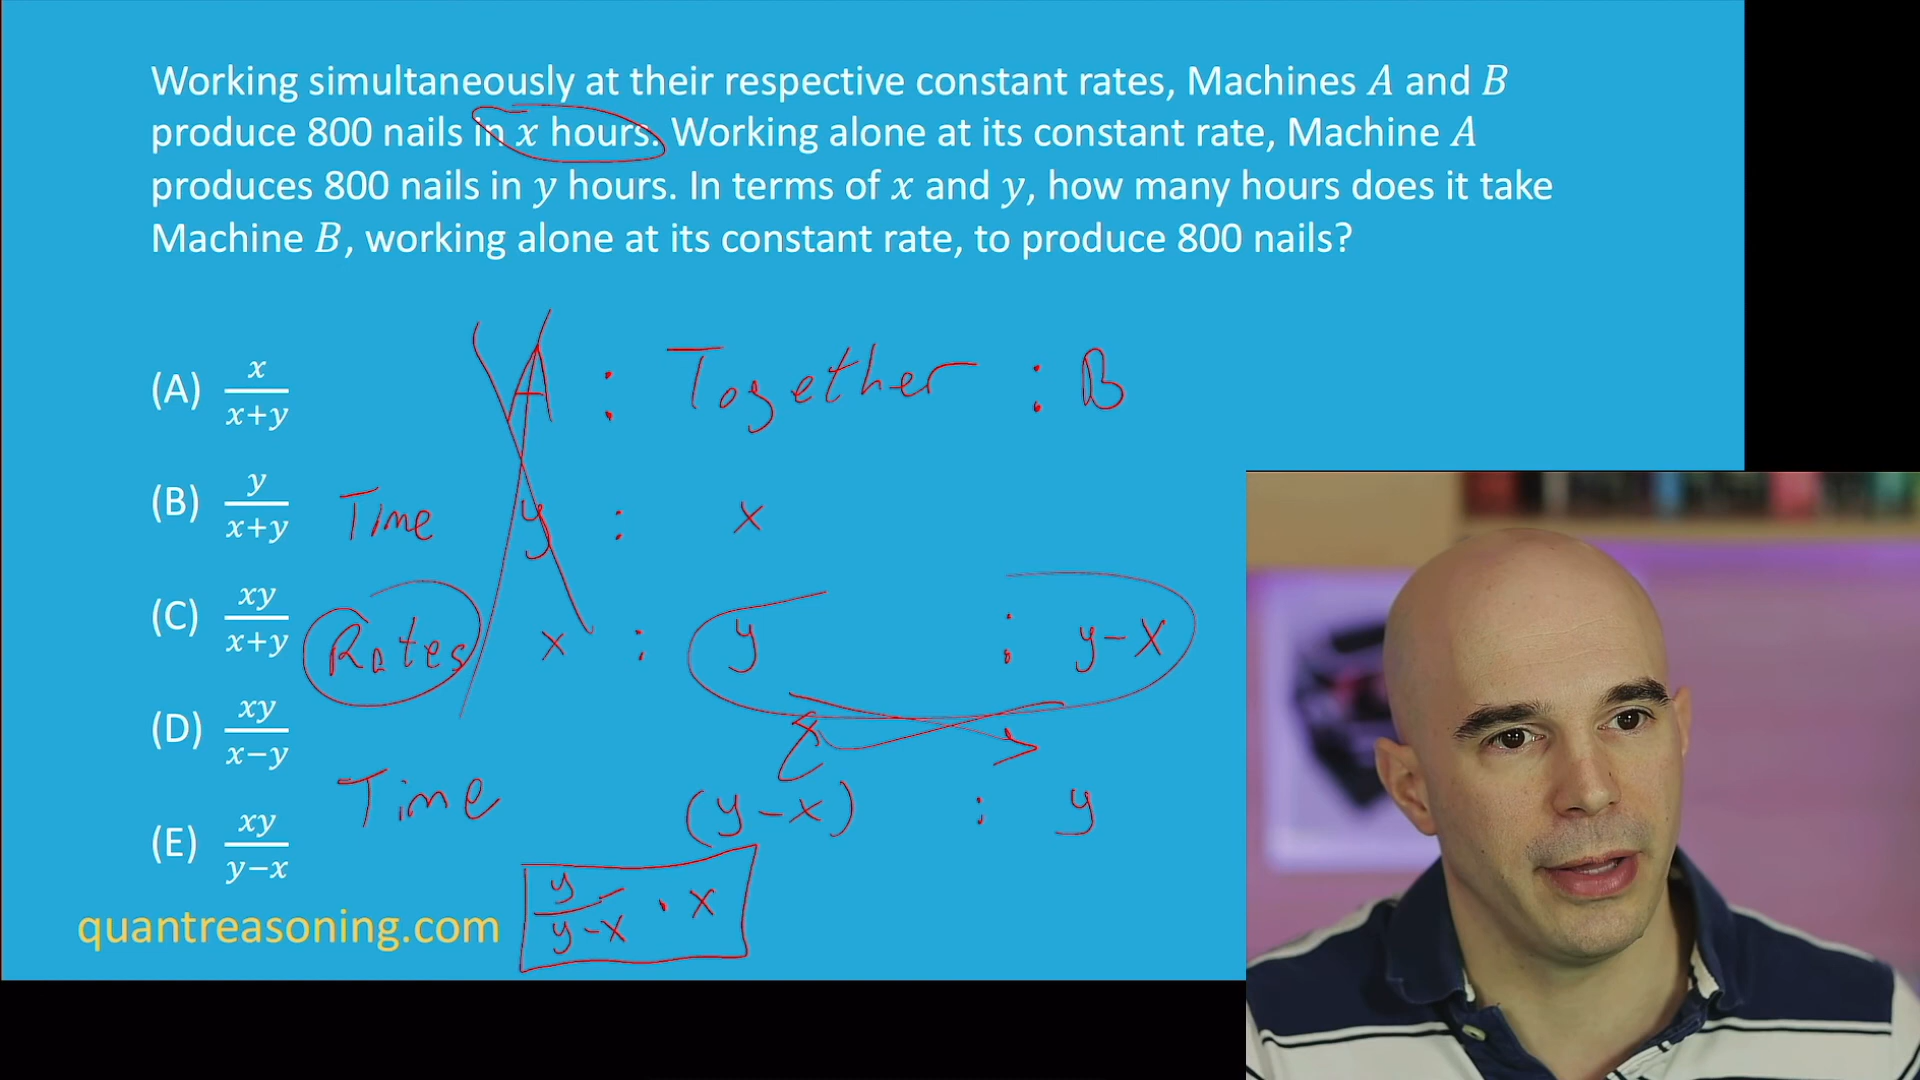 Working simultaneously at their respective constant rates, Machines A and B
produce 800 nails in x hours. Working alone at its constant rate, Machine A
produces 800 nails in y hours. In terms of x and y, how many hours does it take
Machine B, working alone at its constant rate, to produce 800 nails?
A : Together : B
(A) x/(x+y)
(B) y/(x+y)
Time y : x
(C) xy/(x+y)
Rates x : y : y-x
(D) xy/(x-y)
Time (y-x) : y
(E) xy/(y-x)
y/(y-x) · x
quantreasoning.com